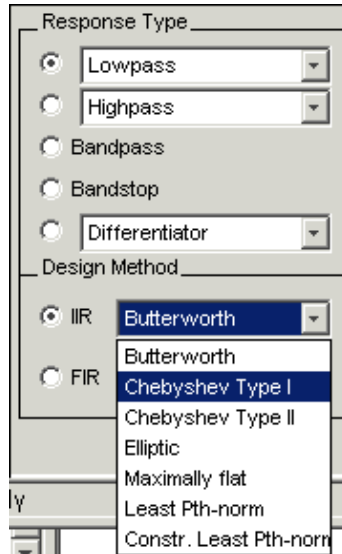 Response Type
Lowpass
Highpass
Bandpass
Bandstop
Differentiator
Design Method
IIR Butterworth
Butterworth
FIR Chebyshev Type I
Chebyshev Type II
Elliptic
Maximally flat
ly Least Pth-norm
Constr. Least Pth-norm